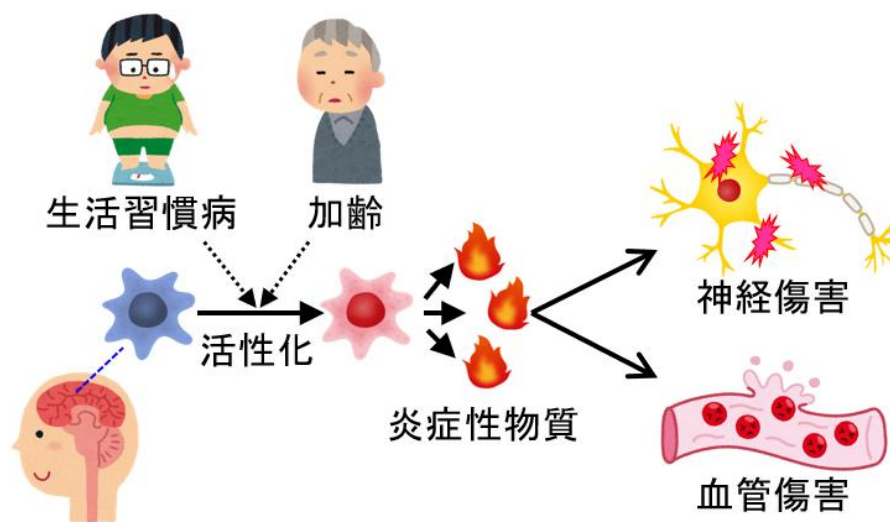 生活習慣病
加齢
活性化
炎症性物質
神経傷害
血管傷害